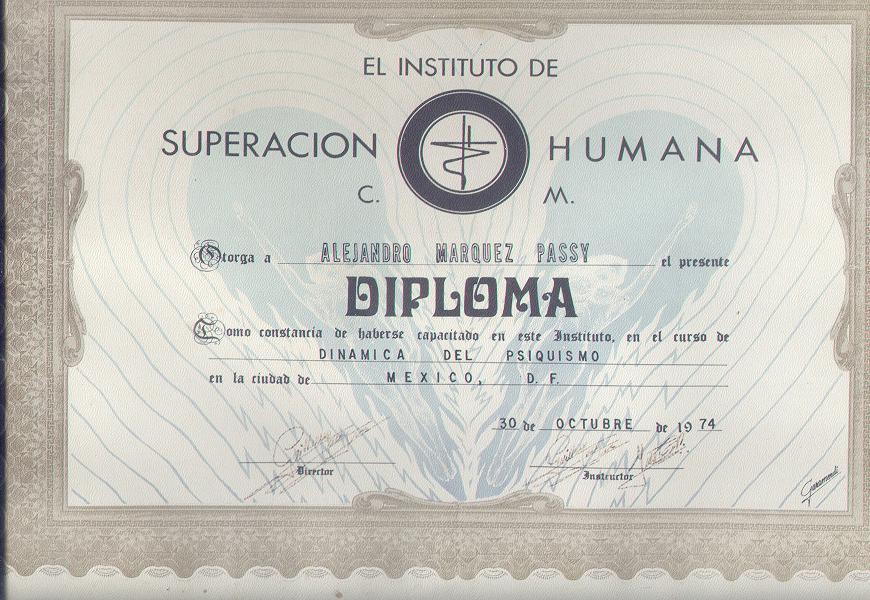 EL INSTITUTO DE
SUPERACION HUMANA
C. M.
Otorga a ALEJANDRO MARQUEZ PASSY el presente
DIPLOMA
Como constancia de haberse capacitado en este Instituto, en el curso de
DINAMICA DEL PSIQUISMO
en la ciudad de MEXICO, D. F.
30 de OCTUBRE de 1974
Director Instructor